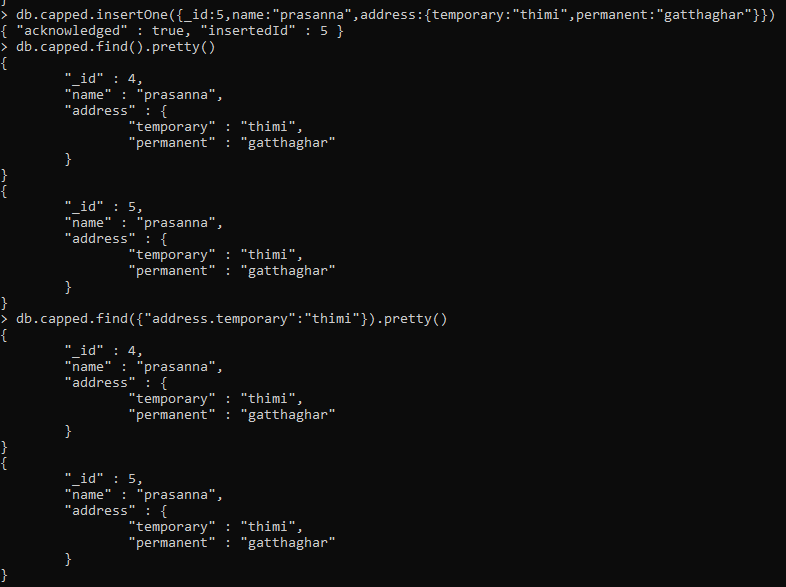 }
> db.capped.insertOne({_id:5,name:"prasanna",address:{temporary:"thimi",permanent:"gatthaghar"}})
{ "acknowledged" : true, "insertedId" : 5 }
> db.capped.find().pretty()
{
        "_id" : 4,
        "name" : "prasanna",
        "address" : {
                "temporary" : "thimi",
                "permanent" : "gatthaghar"
        }
}
{
        "_id" : 5,
        "name" : "prasanna",
        "address" : {
                "temporary" : "thimi",
                "permanent" : "gatthaghar"
        }
}
> db.capped.find({"address.temporary":"thimi"}).pretty()
{
        "_id" : 4,
        "name" : "prasanna",
        "address" : {
                "temporary" : "thimi",
                "permanent" : "gatthaghar"
        }
}
{
        "_id" : 5,
        "name" : "prasanna",
        "address" : {
                "temporary" : "thimi",
                "permanent" : "gatthaghar"
        }
}